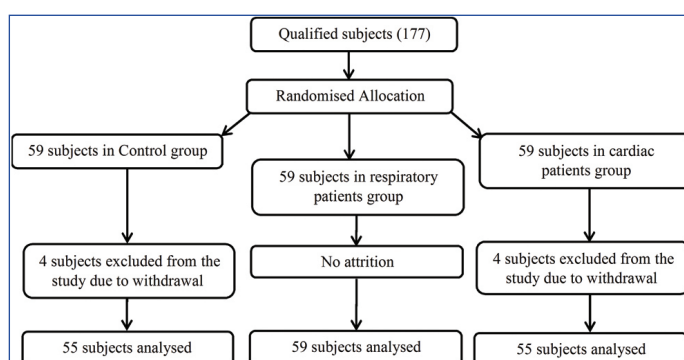 Qualified subjects (177)
Randomised Allocation
59 subjects in Control group
59 subjects in respiratory
patients group
59 subjects in cardiac
patients group
4 subjects excluded from the
study due to withdrawal
No attrition
4 subjects excluded from the
study due to withdrawal
55 subjects analysed
59 subjects analysed
55 subjects analysed